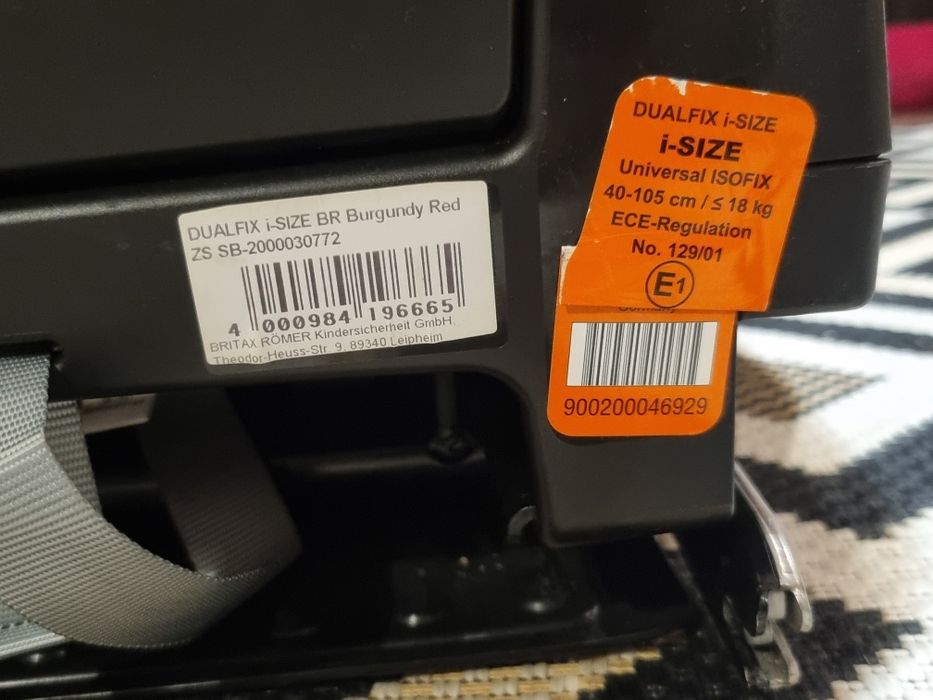 DUALFIX i-SIZE BR Burgundy Red
ZS SB-2000030772
4 000984 196665
BRITAX RÖMER Kindersicherheit GmbH,
Theodor-Heuss-Str. 9, 89340 Leipheim
DUALFIX i-SIZE
i-SIZE
Universal ISOFIX
40-105 cm / ≤ 18 kg
ECE-Regulation
No. 129/01
E1
Germany
900200046929